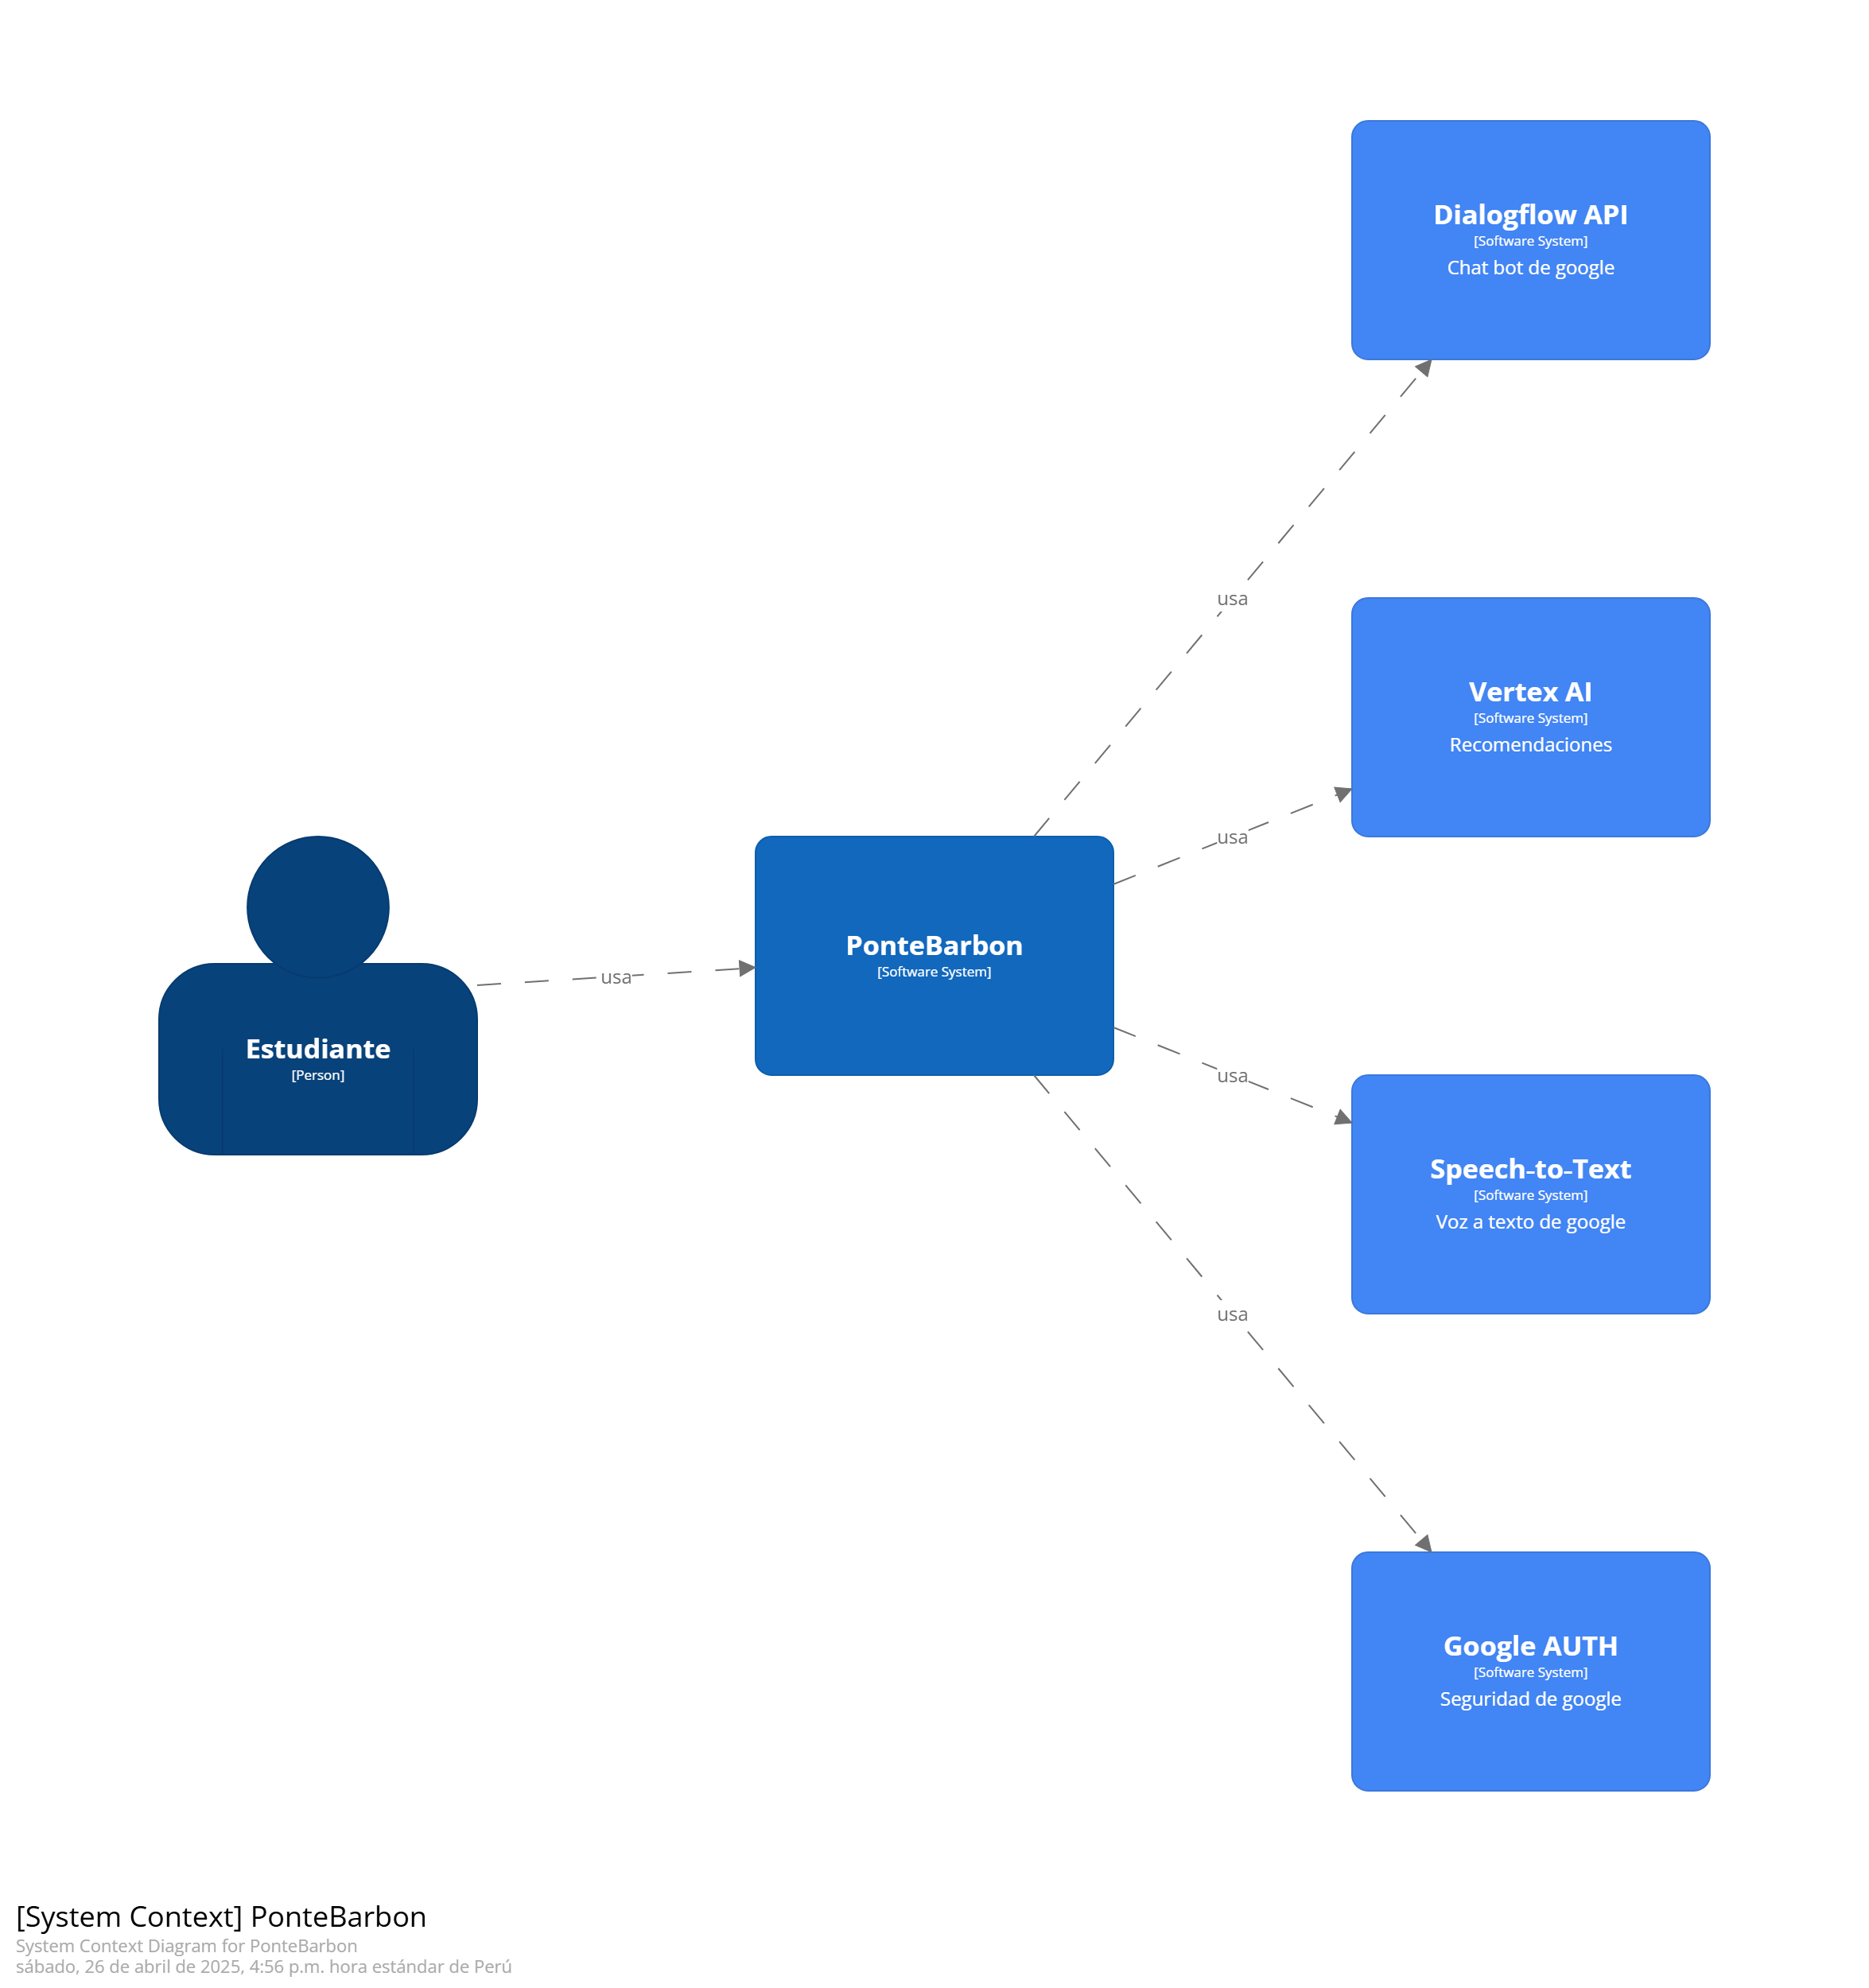 Dialogflow API
[Software System]
Chat bot de google
usa
Vertex AI
[Software System]
Recomendaciones
usa
PonteBarbon
[Software System]
usa
Estudiante
[Person]
usa
Speech-to-Text
[Software System]
Voz a texto de google
usa
Google AUTH
[Software System]
Seguridad de google
[System Context] PonteBarbon
System Context Diagram for PonteBarbon
sábado, 26 de abril de 2025, 4:56 p.m. hora estándar de Perú